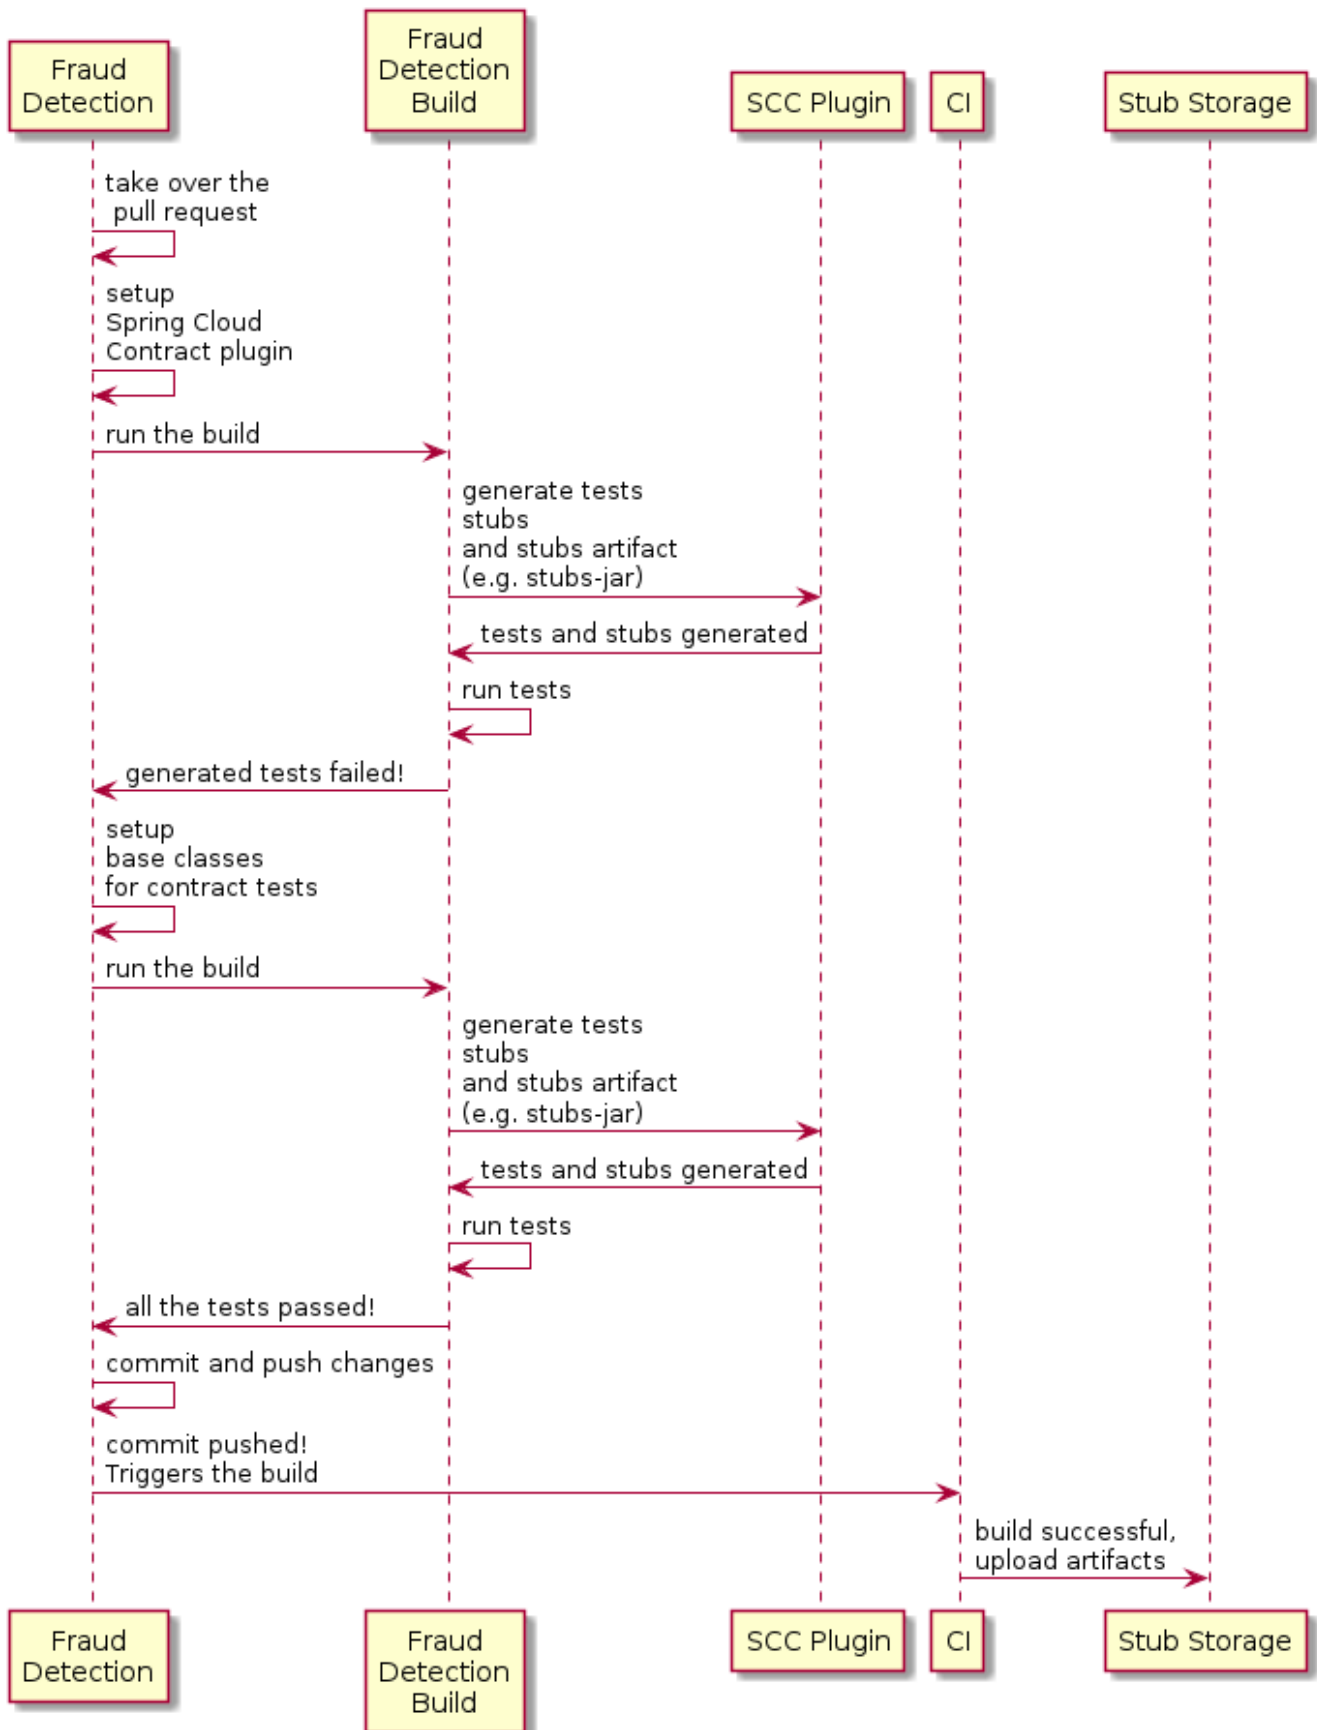 Fraud
Detection
Fraud
Detection
Build
SCC Plugin
CI
Stub Storage
take over the
pull request
setup
Spring Cloud
Contract plugin
run the build
generate tests
stubs
and stubs artifact
(e.g. stubs-jar)
tests and stubs generated
run tests
generated tests failed!
setup
base classes
for contract tests
run the build
generate tests
stubs
and stubs artifact
(e.g. stubs-jar)
tests and stubs generated
run tests
all the tests passed!
commit and push changes
commit pushed!
Triggers the build
build successful,
upload artifacts
Fraud
Detection
Fraud
Detection
Build
SCC Plugin
CI
Stub Storage